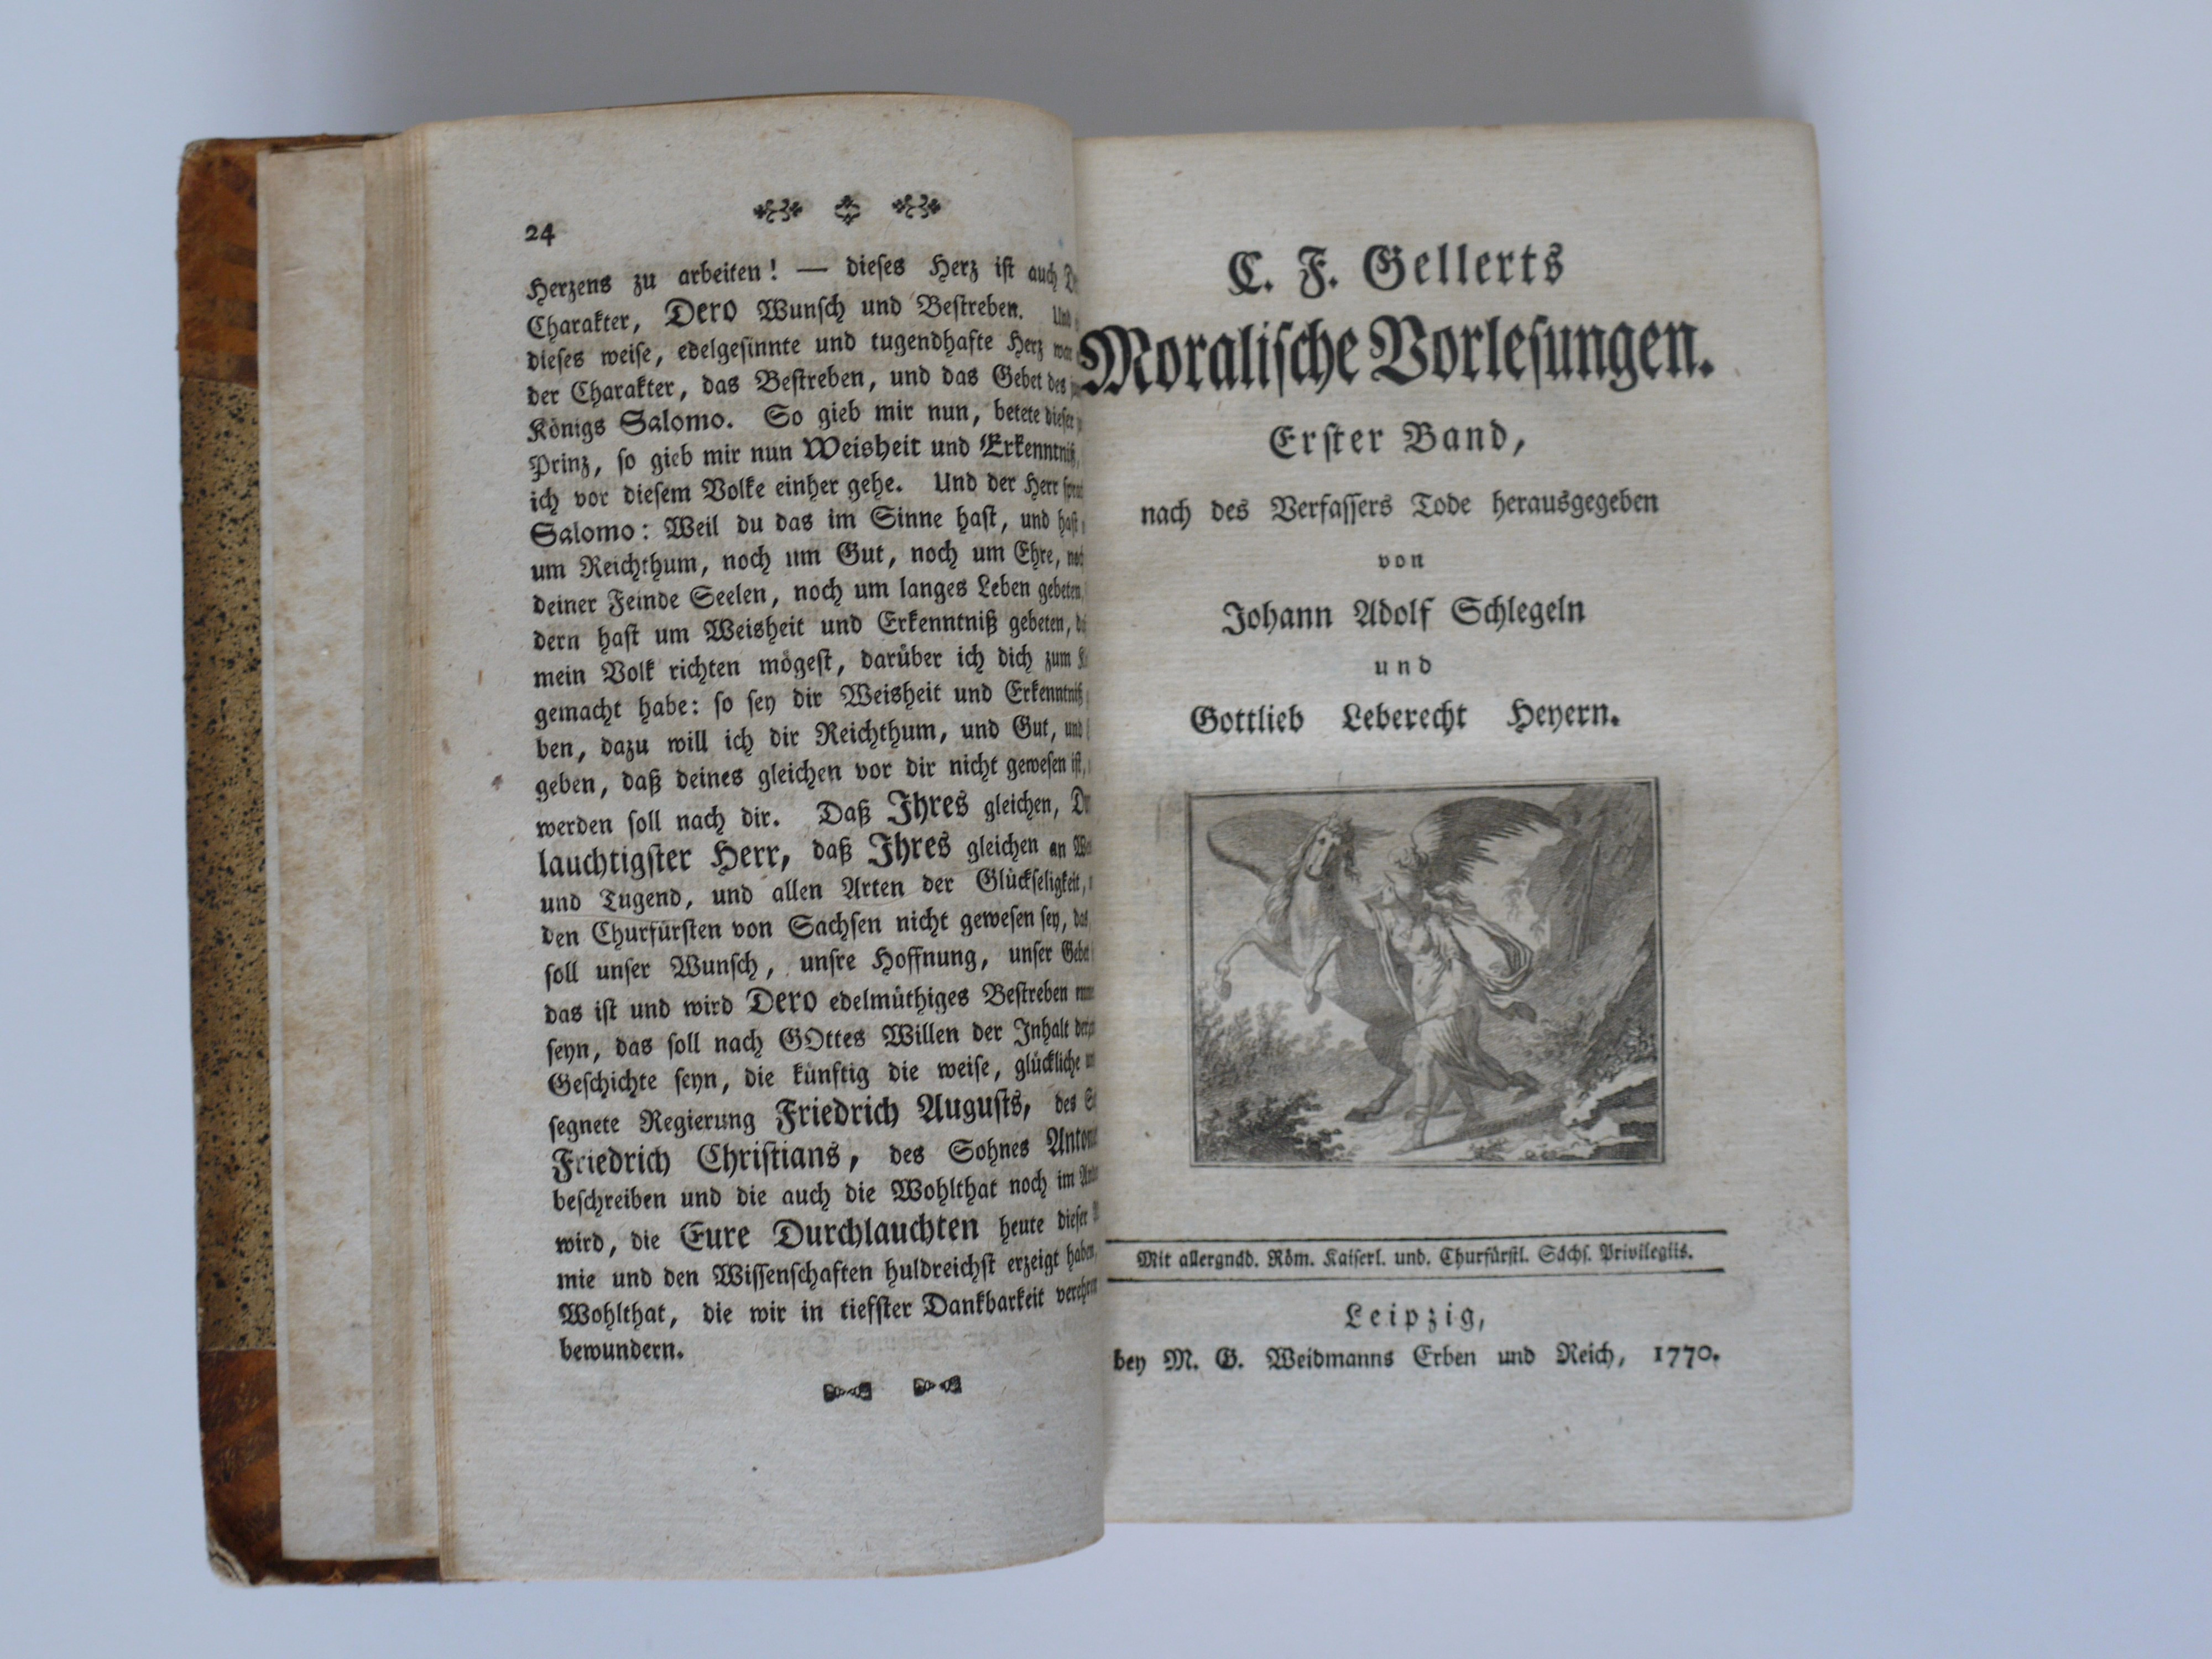 24
Herzens zu arbeiten! — dieses Herz ist auch
Charakter, Dero Wunsch und Bestreben. Und
dieses weise, edelgesinnte und tugendhafte Herz war
der Charakter, das Bestreben, und das Gebet des
Königs Salomo. So gieb mir nun, betete dieser
Prinz, so gieb mir nun Weisheit und Erkenntniß,
ich vor diesem Volke einher gehe. Und der Herr
Salomo: Weil du das im Sinne hast, und hast
um Reichthum, noch um Gut, noch um Ehre, noch
deiner Feinde Seelen, noch um langes Leben gebeten,
dern hast um Weisheit und Erkenntniß gebeten,
mein Volk richten mögest, darüber ich dich zum
gemacht habe: so sey dir Weisheit und Erkenntniß
ben, dazu will ich dir Reichthum, und Gut, und
geben, daß deines gleichen vor dir nicht gewesen ist,
werden soll nach dir. Daß Ihres gleichen,
lauchtigster Herr, daß Ihres gleichen an
und Tugend, und allen Arten der Glückseligkeit,
den Churfürsten von Sachsen nicht gewesen sey, das
soll unser Wunsch, unsre Hoffnung, unser Gebet
das ist und wird Dero edelmüthiges Bestreben
seyn, das soll nach GOttes Willen der Inhalt
Geschichte seyn, die künftig die weise, glückliche
segnete Regierung Friedrich Augusts, des
Friedrich Christians, des Sohnes
beschreiben und die auch die Wohlthat noch im
wird, die Eure Durchlauchten heute dieser
mie und den Wissenschaften huldreichst erzeigt haben,
Wohlthat, die wir in tiefster Dankbarkeit verehren
bewundern.
C. F. Gellerts
Moralische Vorlesungen.
Erster Band,
nach des Verfassers Tode herausgegeben
von
Johann Adolf Schlegeln
und
Gottlieb Leberecht Heyern.
Mit allergnäd. Röm. Kaiserl. und. Churfürstl. Sächs. Privilegiis.
Leipzig,
bey M. G. Weidmanns Erben und Reich, 1770.